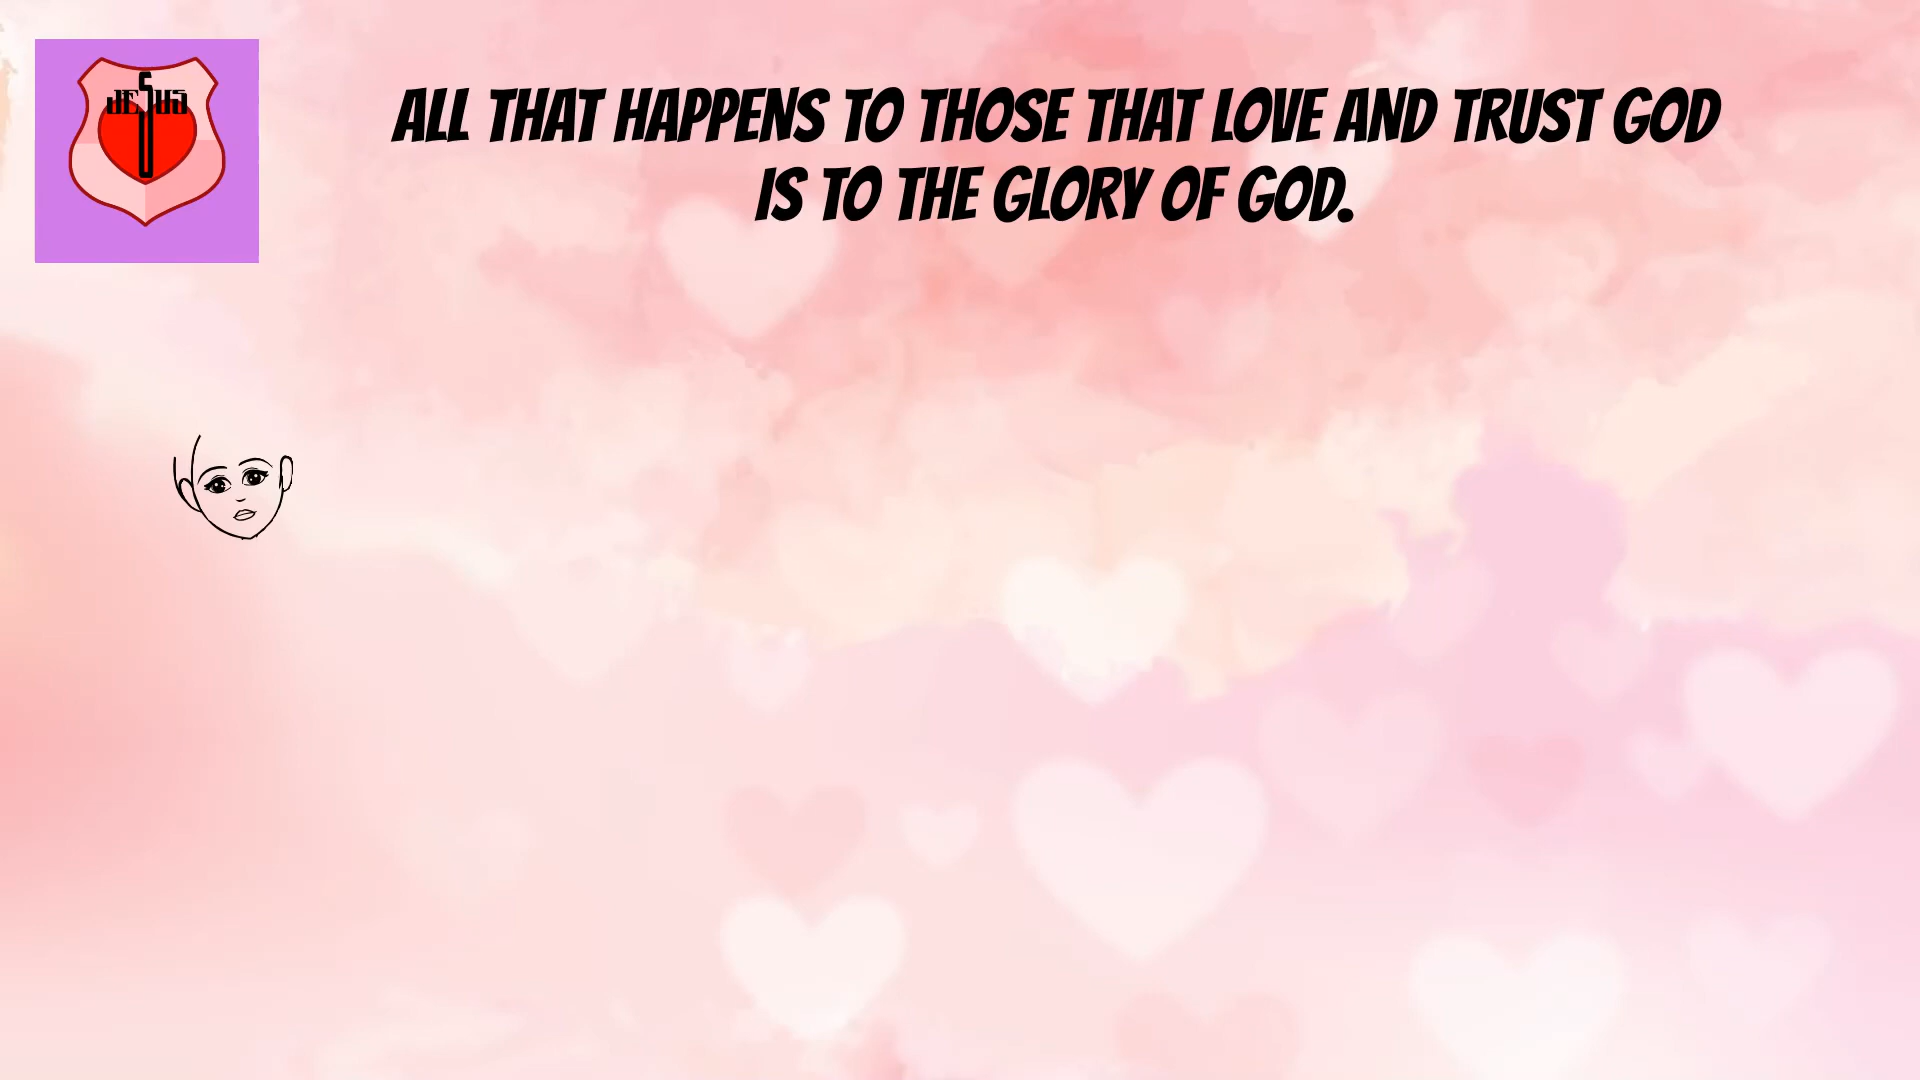 JESUS
ALL THAT HAPPENS TO THOSE THAT LOVE AND TRUST GOD
IS TO THE GLORY OF GOD.